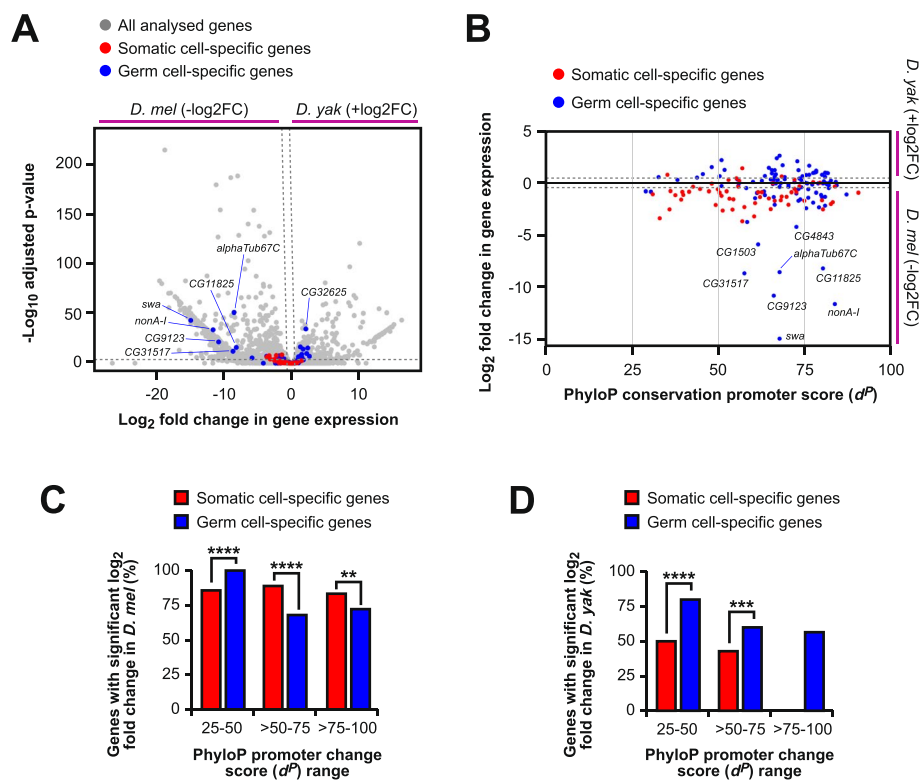 A
All analysed genes
Somatic cell-specific genes
Germ cell-specific genes
D. mel (-log2FC)
D. yak (+log2FC)
-Log10 adjusted p-value
200
150
100
50
0
alphaTub67C
CG11825
CG32625
swa
nonA-l
CG9123
CG31517
-20
-10
0
10
Log2 fold change in gene expression
B
Somatic cell-specific genes
Germ cell-specific genes
Log2 fold change in gene expression
5
0
-5
-10
-15
CG4843
CG1503
alphaTub67C
CG31517
CG11825
CG9123
nonA-l
swa
0
25
50
75
100
PhyloP conservation promoter score (dP)
D. yak (+log2FC)
D. mel (-log2FC)
C
Somatic cell-specific genes
Germ cell-specific genes
Genes with significant log2
fold change in D. mel (%)
100
75
50
25
0
****
****
**
25-50
>50-75
>75-100
PhyloP promoter change
score (dP) range
D
Somatic cell-specific genes
Germ cell-specific genes
Genes with significant log2
fold change in D. yak (%)
100
75
50
25
0
****
***
25-50
>50-75
>75-100
PhyloP promoter change
score (dP) range